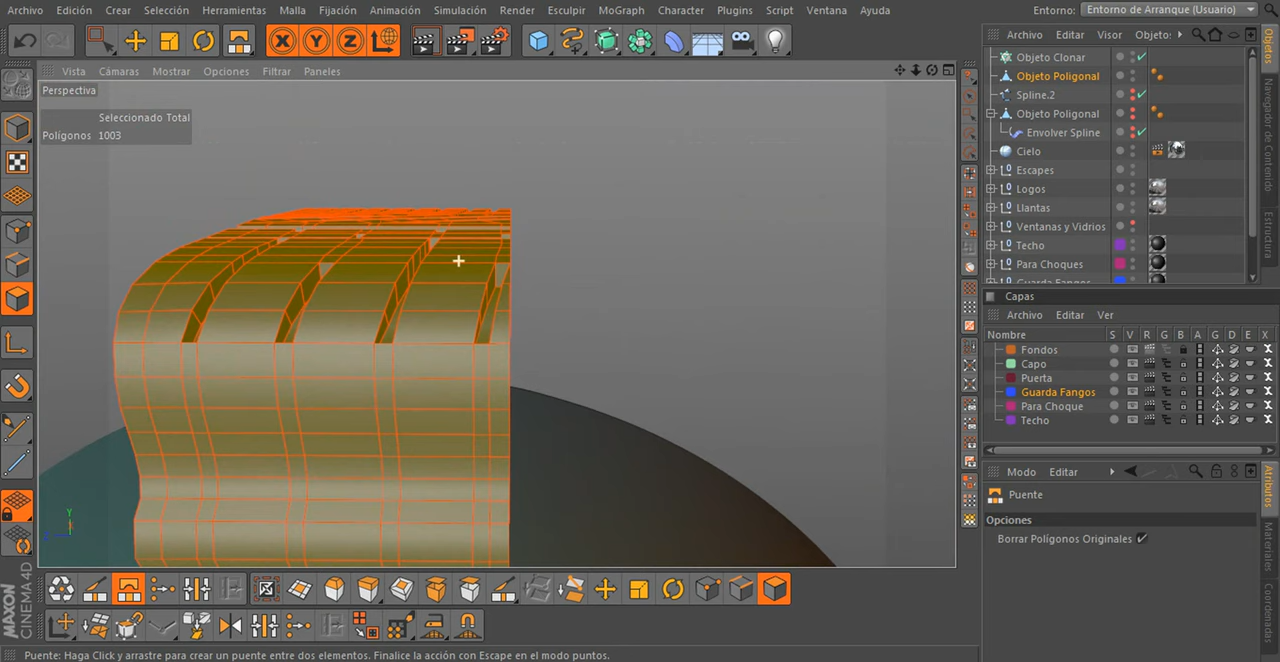 Archivo Edición Crear Selección Herramientas Malla Fijación Animación Simulación Render Esculpir MoGraph Character Plugins Script Ventana Ayuda Entorno: Entorno de Arranque (Usuario)
X Y Z
Archivo Editar Visor Objeto:
Vista Cámaras Mostrar Opciones Filtrar Paneles
Perspectiva
Seleccionado Total
Polígonos 1003
Objeto Clonar
Objeto Poligonal
Spline.2
Objeto Poligonal
Envolver Spline
Cielo
Escapes
Logos
Llantas
Ventanas y Vidrios
Techo
Para Choques
Guarda Fangos
Capas
Archivo Editar Ver
Nombre S V R G B A G D E X
Fondos
Capo
Puerta
Guarda Fangos
Para Choque
Techo
Modo Editar
Puente
Opciones
Borrar Polígonos Originales
Objetos
Navegador de Contenido
Estructura
Atributos
Materiales
Coordenadas
Y
MAXON
CINEMA 4D
Puente: Haga Click y arrastre para crear un puente entre dos elementos. Finalice la acción con Escape en el modo puntos.